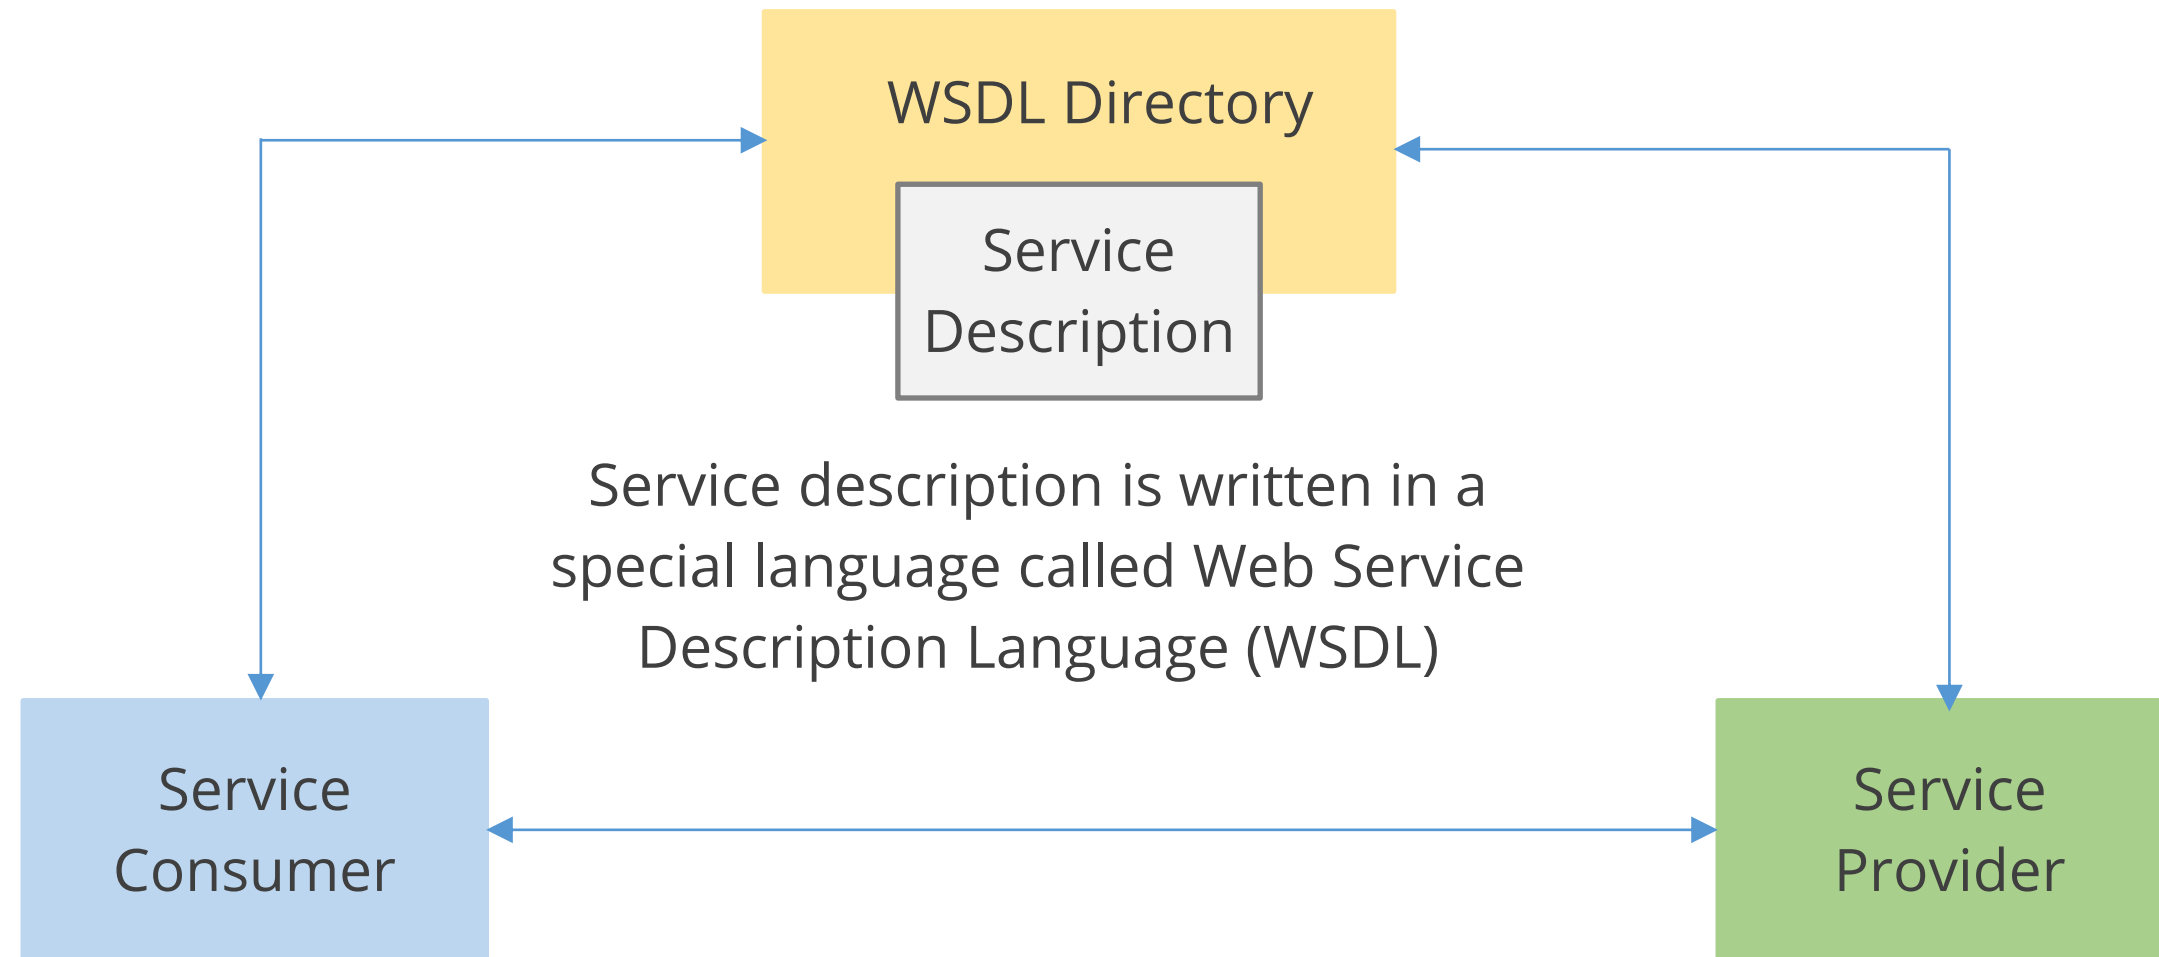 WSDL Directory
Service
Description
Service description is written in a
special language called Web Service
Description Language (WSDL)
Service
Consumer
Service
Provider